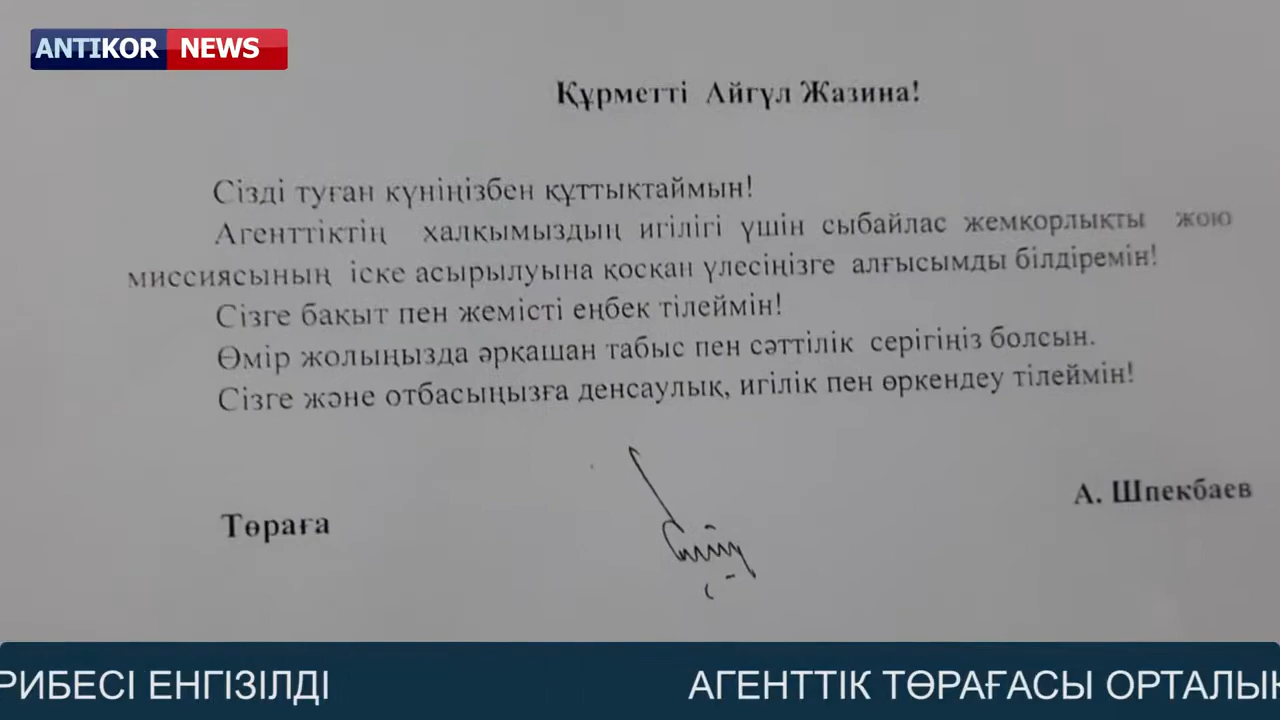 ANTIKOR NEWS
Құрметті Айгүл Жазина!
Сізді туған күніңізбен құттықтаймын!
Агенттіктің халқымыздың игілігі үшін сыбайлас жемқорлықты жою
миссиясының іске асырылуына қосқан үлесіңізге алғысымды білдіремін!
Сізге бақыт пен жемісті еңбек тілеймін!
Өмір жолыңызда әрқашан табыс пен сәттілік серігіңіз болсын.
Сізге және отбасыңызға денсаулық, игілік пен өркендеу тілеймін!
Төраға А. Шпекбаев
РИБЕСІ ЕНГІЗІЛДІ АГЕНТТІК ТӨРАҒАСЫ ОРТАЛЫҚ